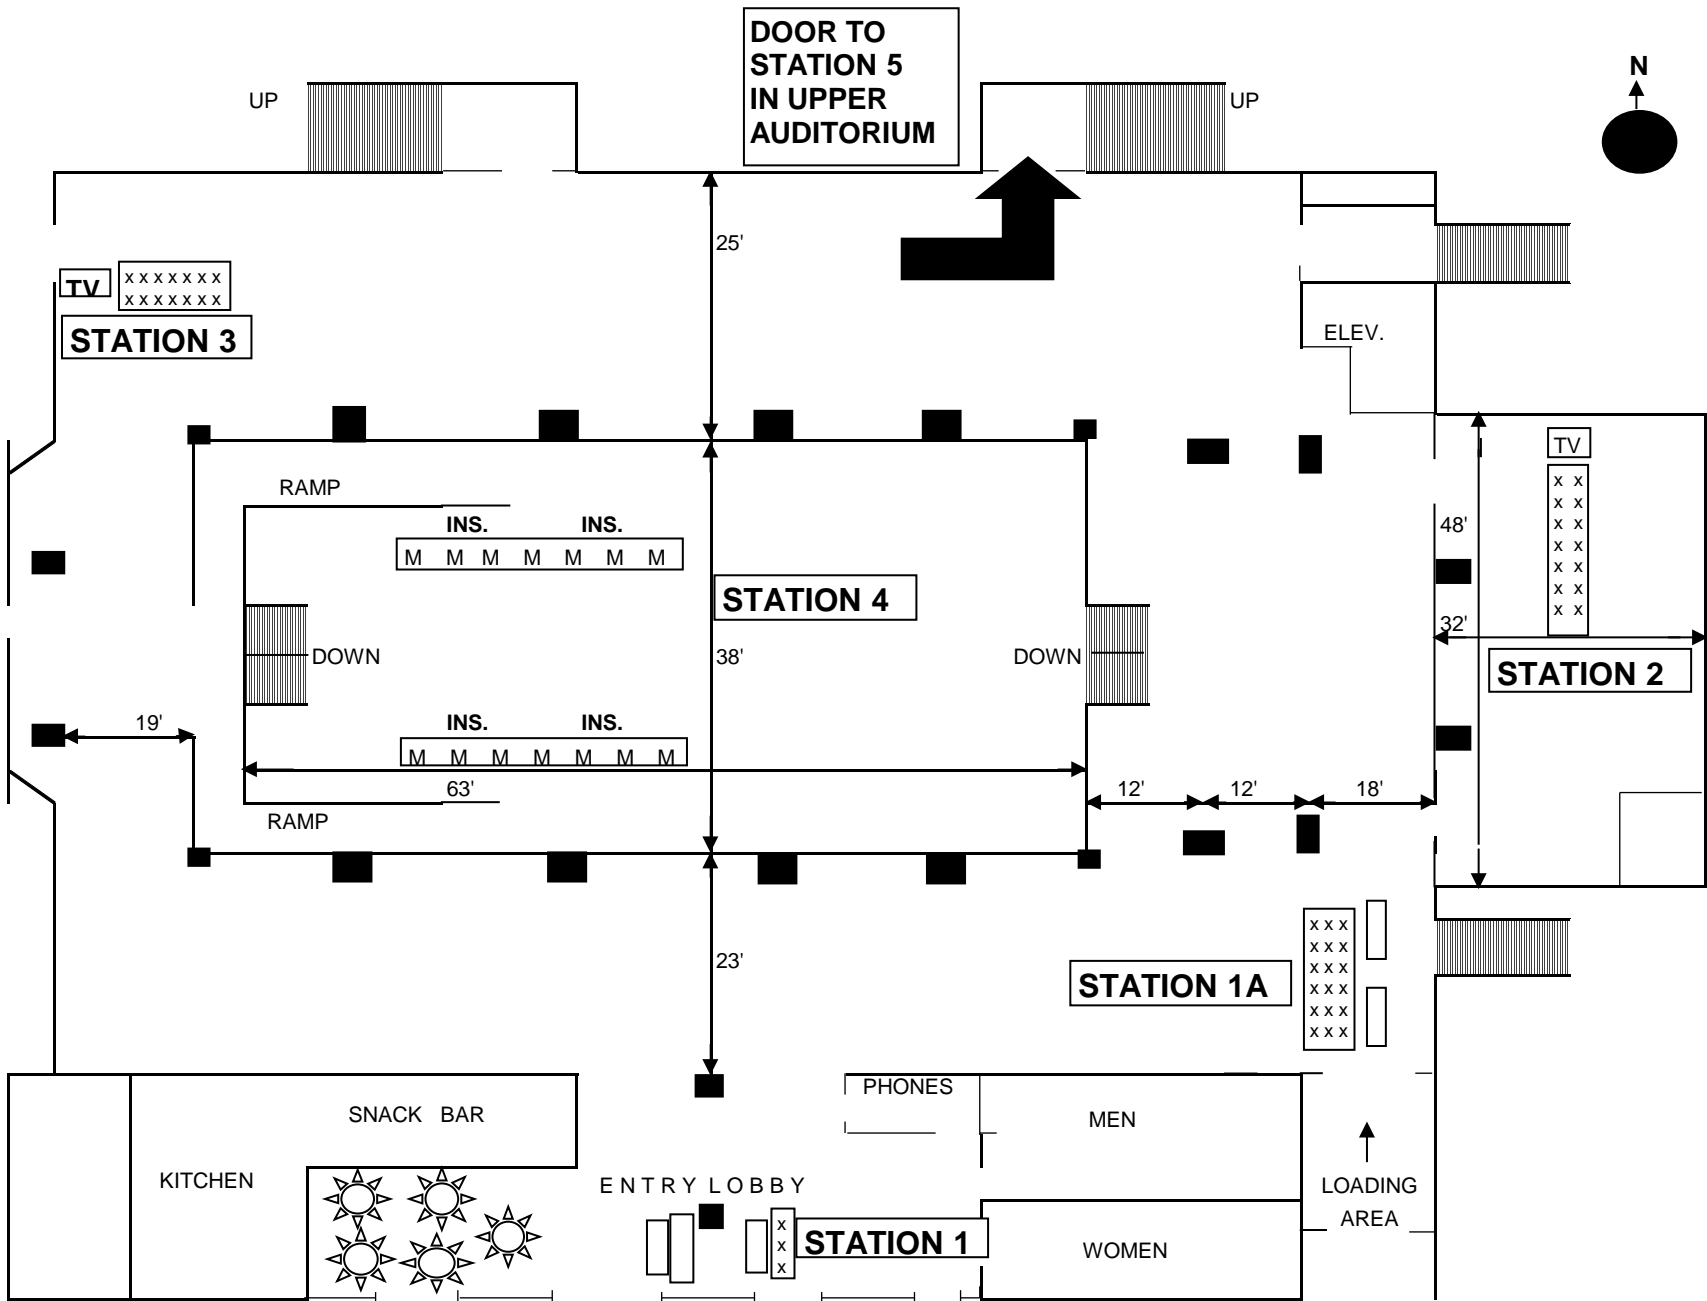 DOOR TO
STATION 5
IN UPPER
AUDITORIUM
N
UP
UP
25'
TV
x x x x x x x
x x x x x x x
STATION 3
ELEV.
TV
x x
x x
x x
x x
x x
x x
x x
RAMP
INS. INS.
M M M M M M M
48'
STATION 4
32'
DOWN
38'
DOWN
STATION 2
19'
INS. INS.
M M M M M M M
63'
12'
12'
18'
RAMP
x x x
x x x
x x x
x x x
x x x
x x x
23'
STATION 1A
PHONES
SNACK BAR
MEN
KITCHEN
ENTRY LOBBY
LOADING
AREA
x
x
x
STATION 1
WOMEN